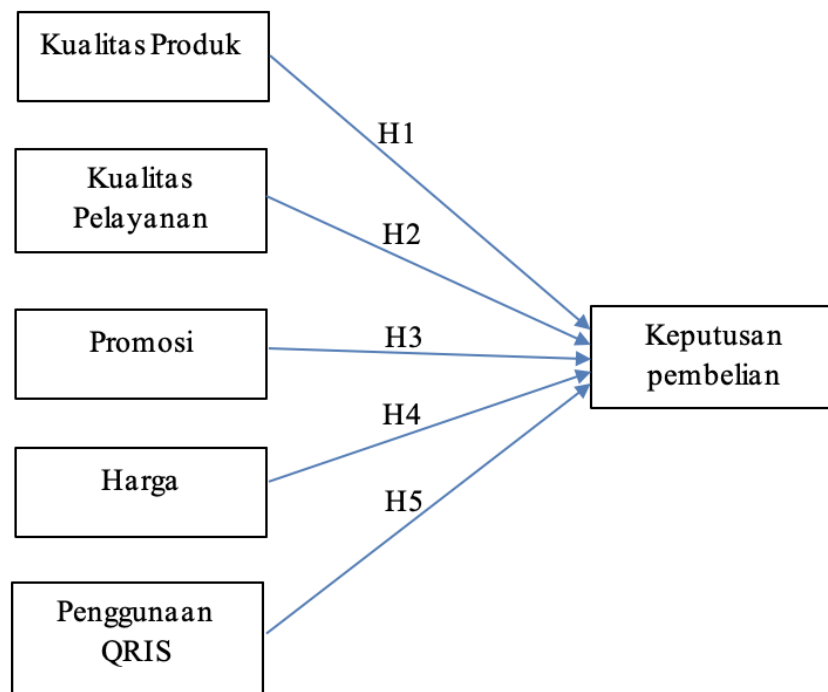 Kualitas Produk
H1
Kualitas
Pelayanan
H2
Promosi
H3
Keputusan
pembelian
Harga
H4
H5
Penggunaan
QRIS